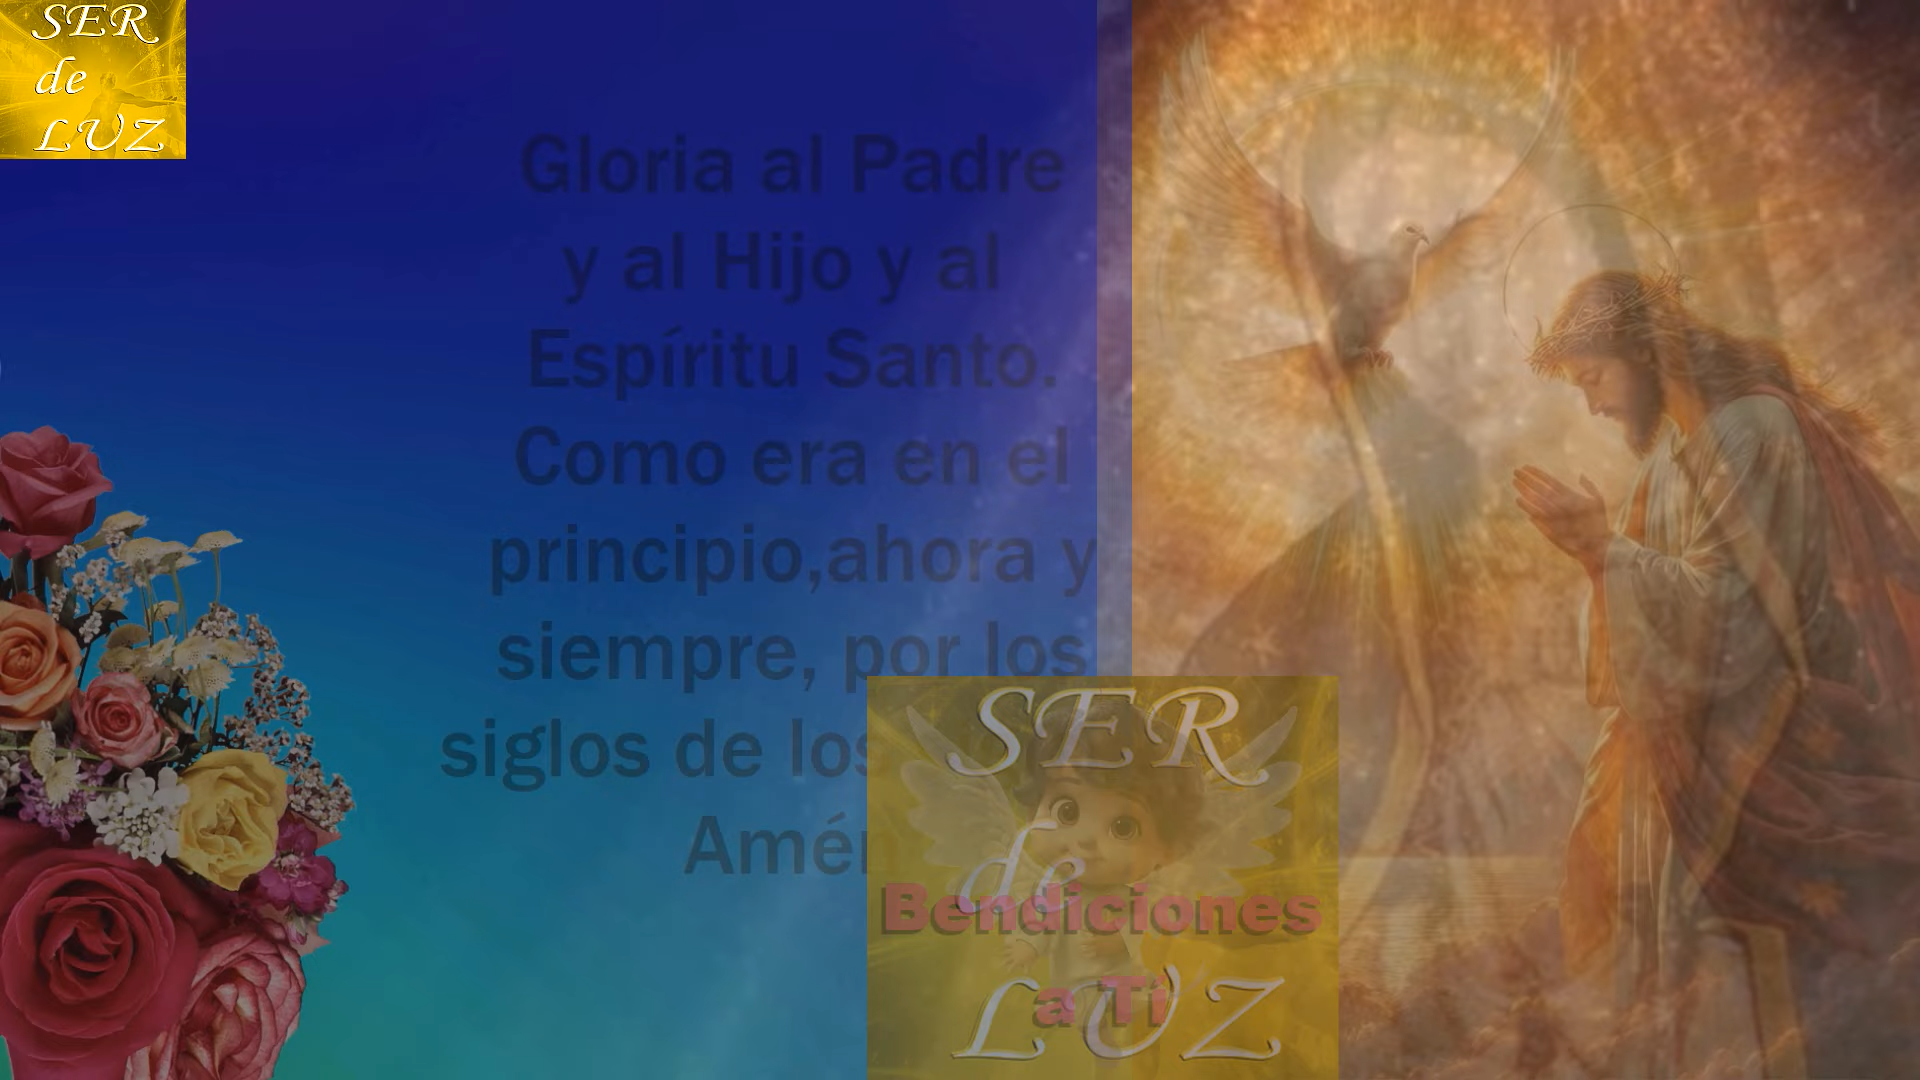 SER
de
LUZ
Gloria al Padre
y al Hijo y al
Espíritu Santo.
Como era en el
principio,ahora y
siempre, por los
siglos de los
Amén
SER
de
LUZ
Bendiciones
a Tí